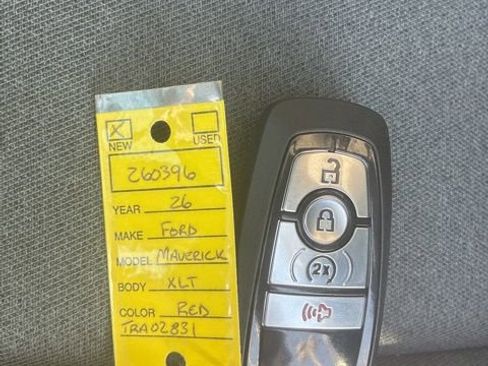 NEW USED
260396
YEAR 26
MAKE FORD
MODEL MAVERICK
BODY XLT
COLOR RED
TRA02831
2X